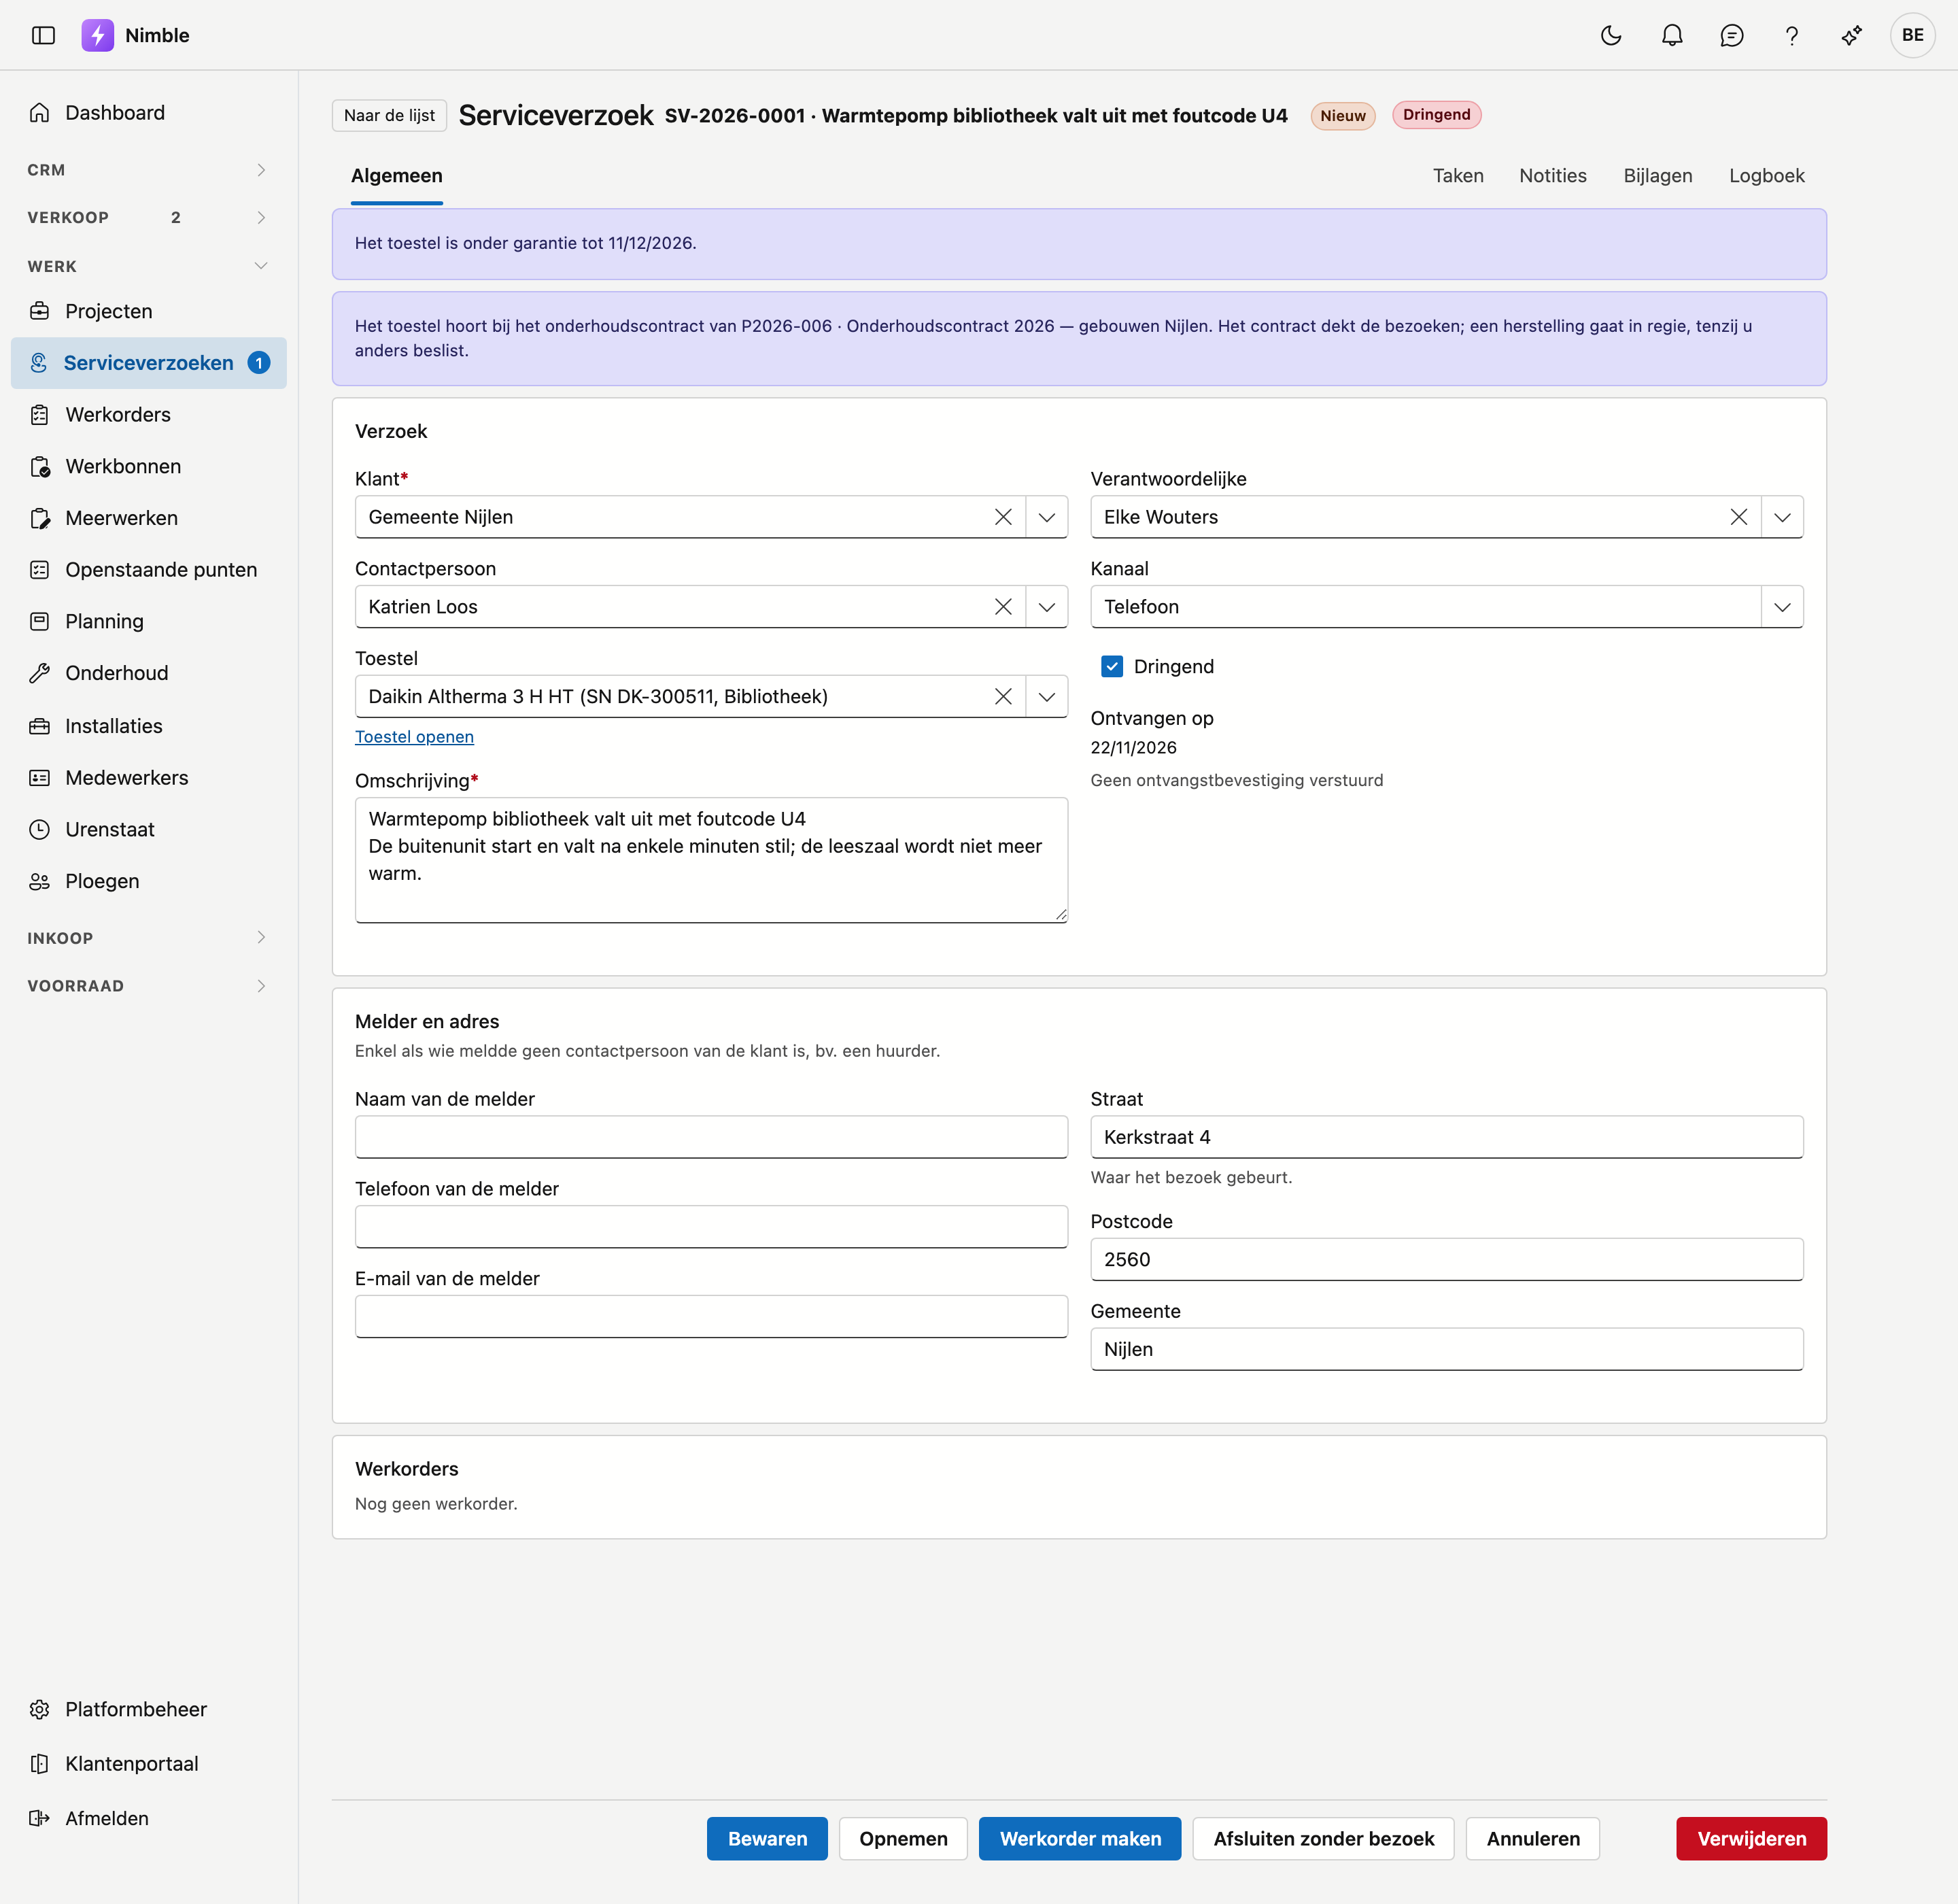 Nimble
BE
Dashboard
CRM
VERKOOP 2
WERK
Projecten
Serviceverzoeken 1
Werkorders
Werkbonnen
Meerwerken
Openstaande punten
Planning
Onderhoud
Installaties
Medewerkers
Urenstaat
Ploegen
INKOOP
VOORRAAD
Platformbeheer
Klantenportaal
Afmelden
Naar de lijst Serviceverzoek SV-2026-0001 · Warmtepomp bibliotheek valt uit met foutcode U4 Nieuw Dringend
Algemeen Taken Notities Bijlagen Logboek
Het toestel is onder garantie tot 11/12/2026.
Het toestel hoort bij het onderhoudscontract van P2026-006 · Onderhoudscontract 2026 — gebouwen Nijlen. Het contract dekt de bezoeken; een herstelling gaat in regie, tenzij u
anders beslist.
Verzoek
Klant*
Gemeente Nijlen
Contactpersoon
Katrien Loos
Toestel
Daikin Altherma 3 H HT (SN DK-300511, Bibliotheek)
Toestel openen
Omschrijving*
Warmtepomp bibliotheek valt uit met foutcode U4
De buitenunit start en valt na enkele minuten stil; de leeszaal wordt niet meer
warm.
Verantwoordelijke
Elke Wouters
Kanaal
Telefoon
Dringend
Ontvangen op
22/11/2026
Geen ontvangstbevestiging verstuurd
Melder en adres
Enkel als wie meldde geen contactpersoon van de klant is, bv. een huurder.
Naam van de melder
Telefoon van de melder
E-mail van de melder
Straat
Kerkstraat 4
Waar het bezoek gebeurt.
Postcode
2560
Gemeente
Nijlen
Werkorders
Nog geen werkorder.
Bewaren Opnemen Werkorder maken Afsluiten zonder bezoek Annuleren Verwijderen